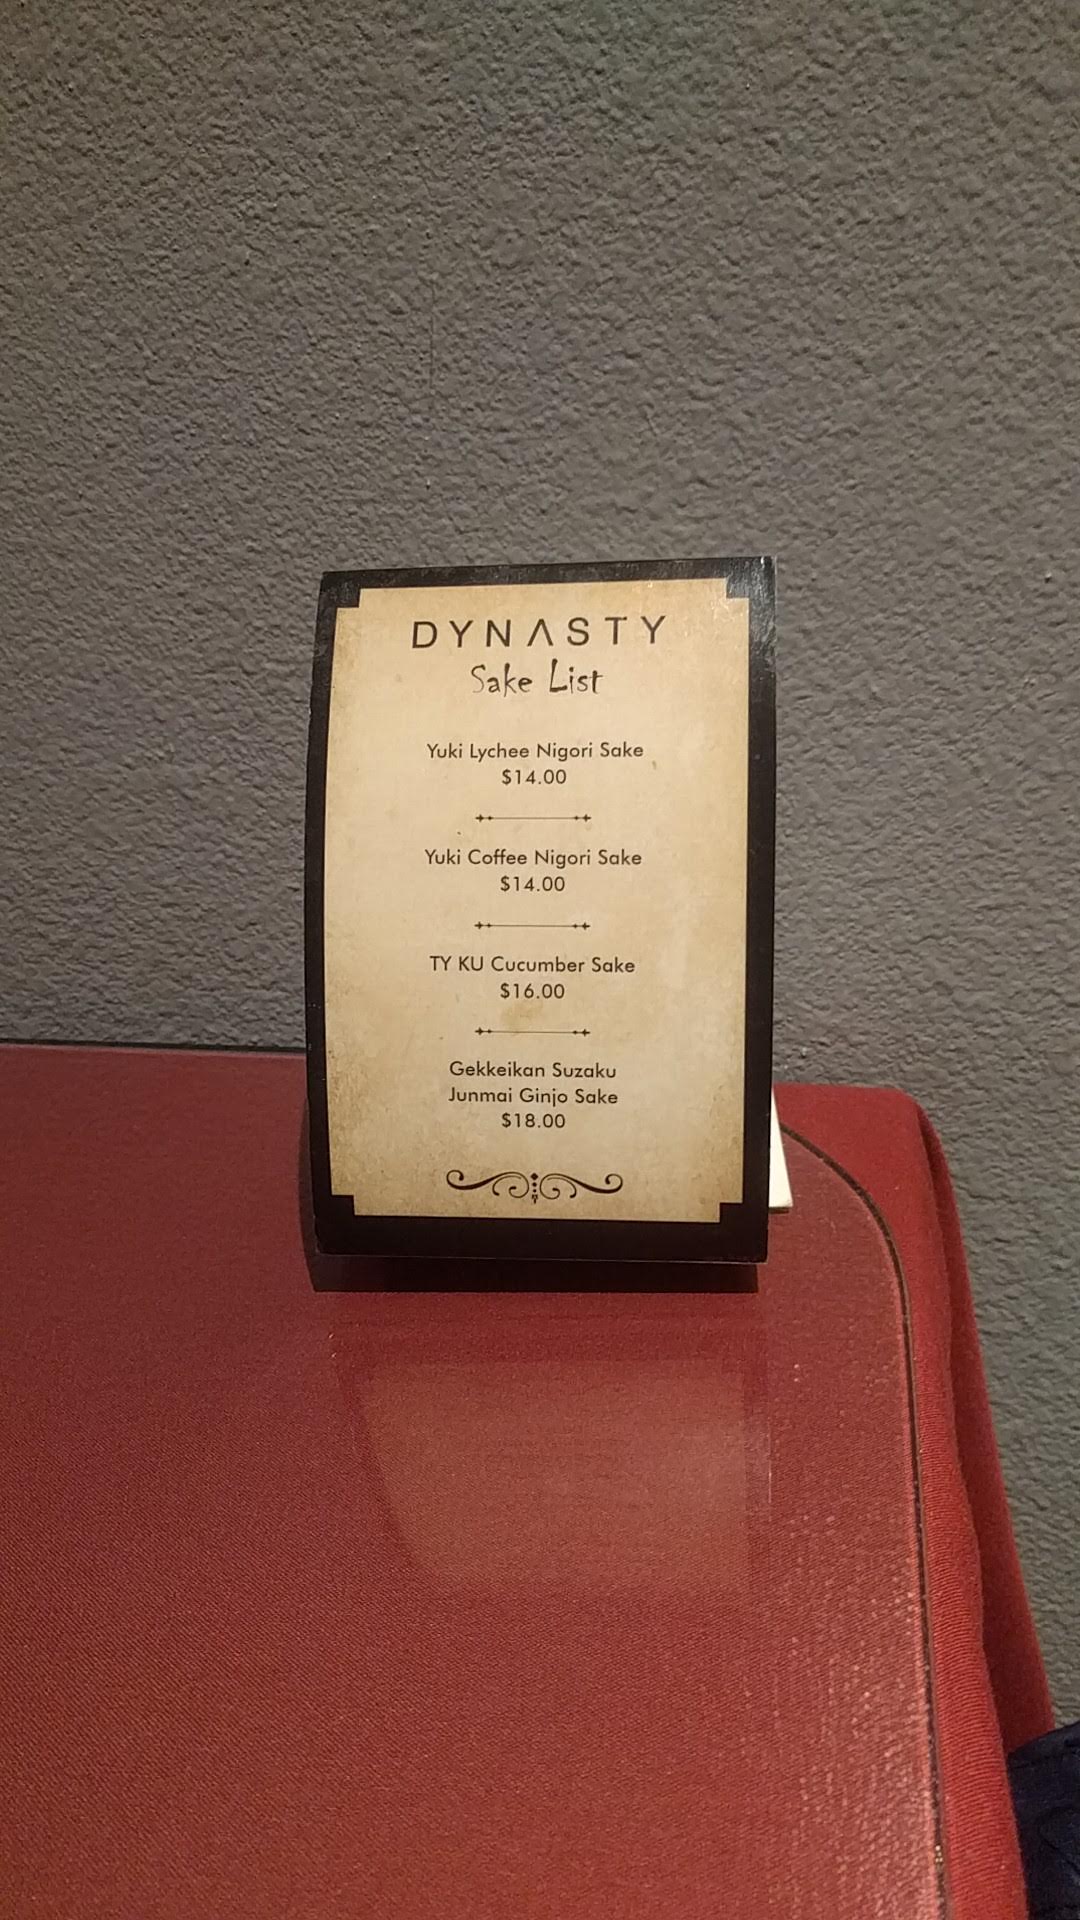 DYNASTY
Sake List
Yuki Lychee Nigori Sake
$14.00
Yuki Coffee Nigori Sake
$14.00
TY KU Cucumber Sake
$16.00
Gekkeikan Suzaku
Junmai Ginjo Sake
$18.00